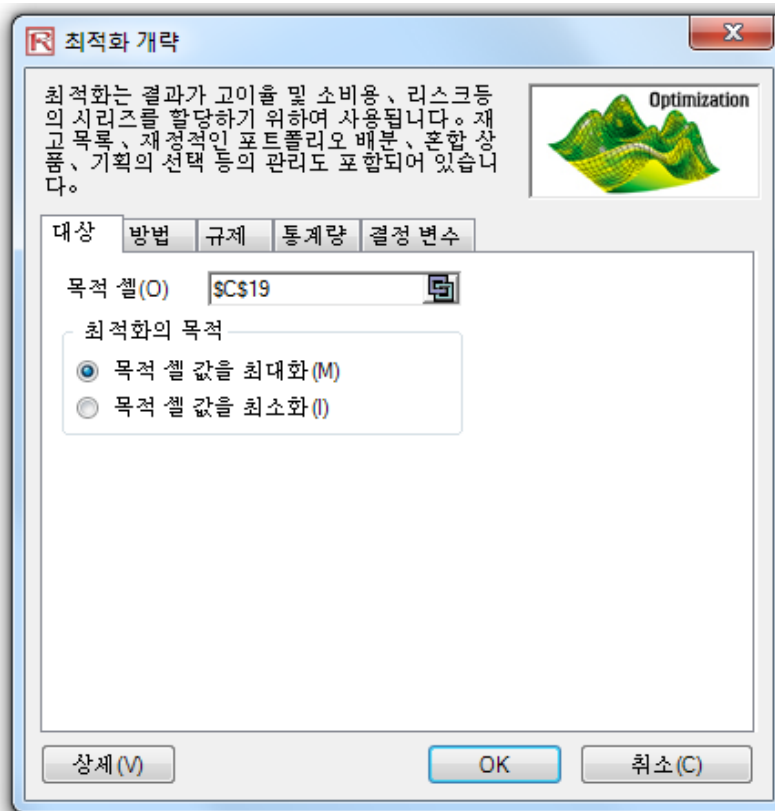 최적화 개략
최적화는 결과가 고이율 및 소비용、리스크등
의 시리즈를 할당하기 위하여 사용됩니다。재
고 목록、재정적인 포트폴리오 배분、혼합 상
품、기획의 선택 등의 관리도 포함되어 있습니
다。
Optimization
대상 방법 규제 통계량 결정 변수
목적 셀(O) $C$19
최적화의 목적
목적 셀 값을 최대화(M)
목적 셀 값을 최소화(I)
상세(V) OK 취소(C)